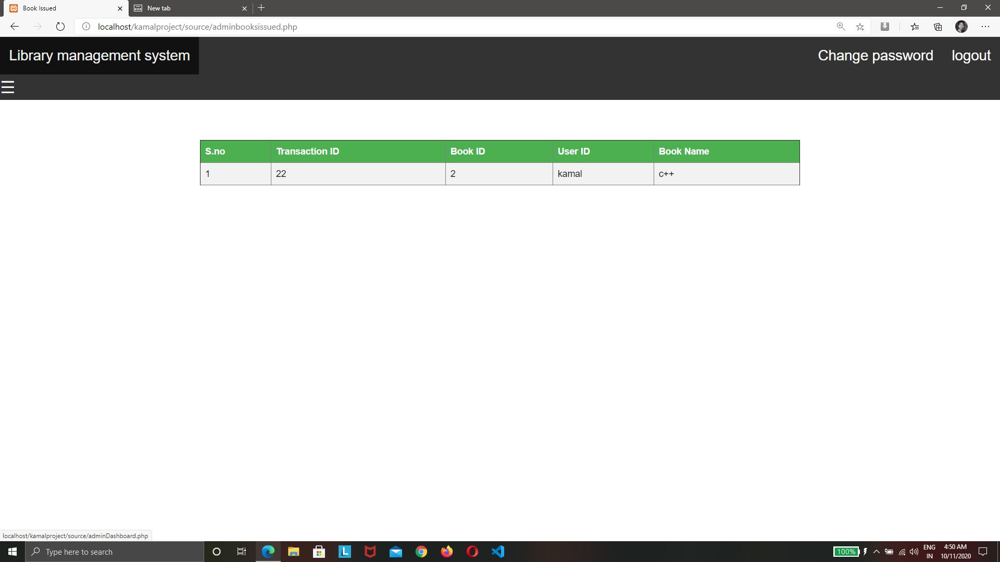 Book Issued
New tab
localhost/kamalproject/source/adminbooksissued.php
Library management system
Change password
logout
S.no Transaction ID Book ID User ID Book Name
1 22 2 kamal c++
localhost/kamalproject/source/adminDashboard.php
Type here to search
L
100%
ENG
IN
4:50 AM
10/11/2020